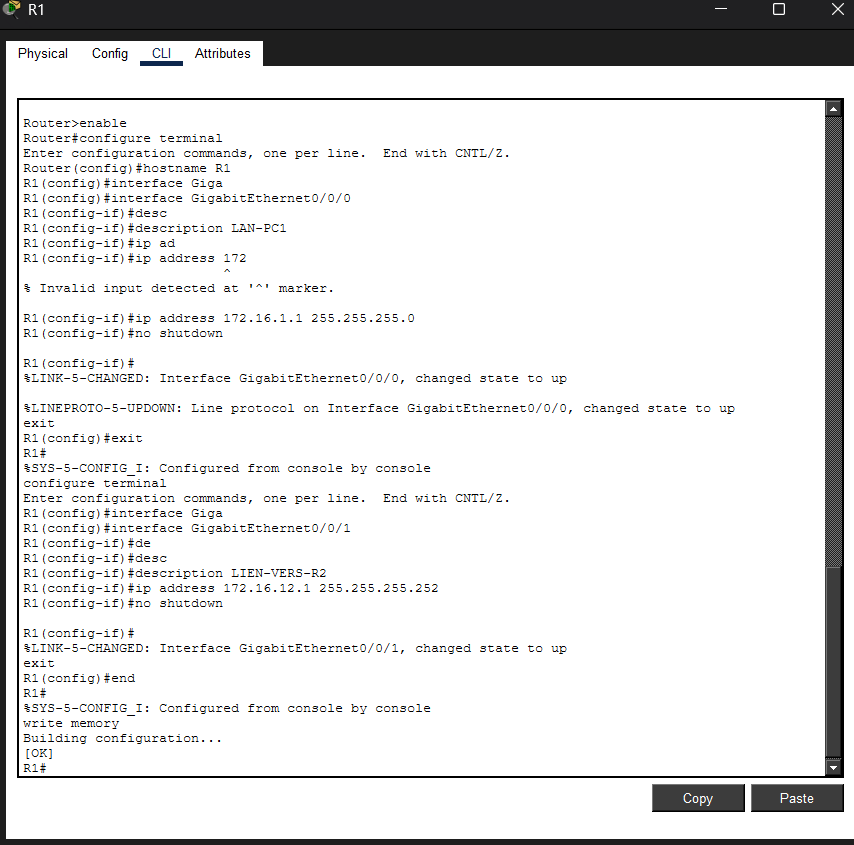 R1
Physical Config CLI Attributes
Router>enable
Router#configure terminal
Enter configuration commands, one per line.  End with CNTL/Z.
Router(config)#hostname R1
R1(config)#interface Giga
R1(config)#interface GigabitEthernet0/0/0
R1(config-if)#desc
R1(config-if)#description LAN-PC1
R1(config-if)#ip ad
R1(config-if)#ip address 172
^
% Invalid input detected at '^' marker.
R1(config-if)#ip address 172.16.1.1 255.255.255.0
R1(config-if)#no shutdown
R1(config-if)#
%LINK-5-CHANGED: Interface GigabitEthernet0/0/0, changed state to up
%LINEPROTO-5-UPDOWN: Line protocol on Interface GigabitEthernet0/0/0, changed state to up
exit
R1(config)#exit
R1#
%SYS-5-CONFIG_I: Configured from console by console
configure terminal
Enter configuration commands, one per line.  End with CNTL/Z.
R1(config)#interface Giga
R1(config)#interface GigabitEthernet0/0/1
R1(config-if)#de
R1(config-if)#desc
R1(config-if)#description LIEN-VERS-R2
R1(config-if)#ip address 172.16.12.1 255.255.255.252
R1(config-if)#no shutdown
R1(config-if)#
%LINK-5-CHANGED: Interface GigabitEthernet0/0/1, changed state to up
exit
R1(config)#end
R1#
%SYS-5-CONFIG_I: Configured from console by console
write memory
Building configuration...
[OK]
R1#
Copy Paste